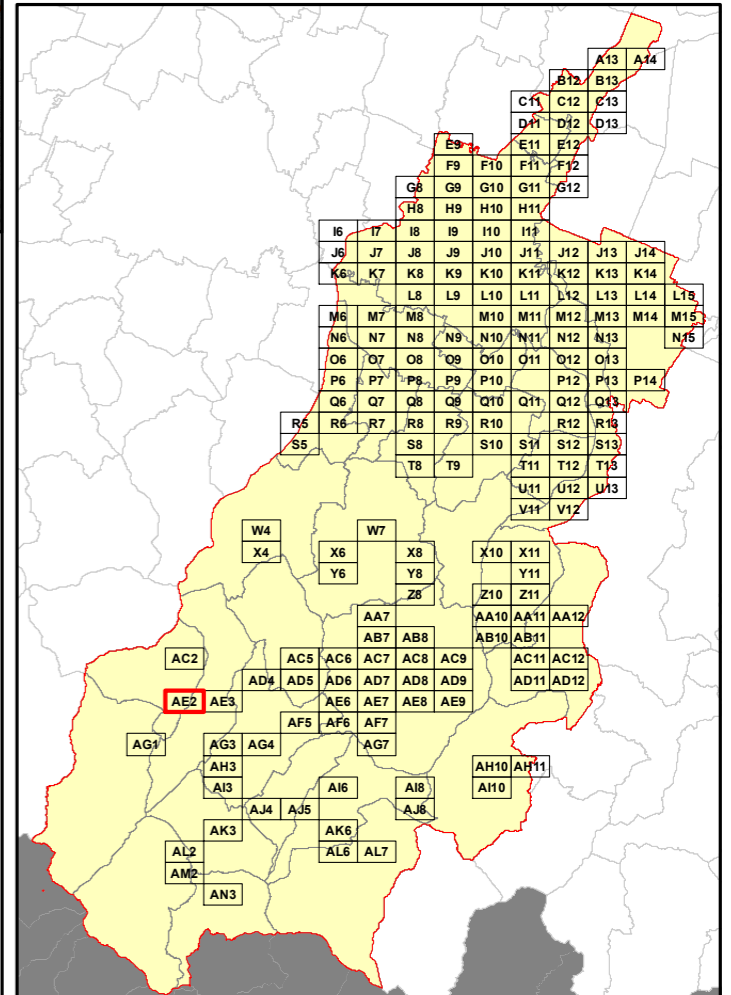 A13 A14
B12 B13
C11 C12 C13
D11 D12 D13
E9 E11 E12
F9 F10 F11 F12
G8 G9 G10 G11 G12
H8 H9 H10 H11
I6 I7 I8 I9 I10 I11
J6 J7 J8 J9 J10 J11 J12 J13 J14
K6 K7 K8 K9 K10 K11 K12 K13 K14
L8 L9 L10 L11 L12 L13 L14 L15
M6 M7 M8 M10 M11 M12 M13 M14 M15
N6 N7 N8 N9 N10 N11 N12 N13 N15
O6 O7 O8 O9 O10 O11 O12 O13
P6 P7 P8 P9 P10 P12 P13 P14
Q6 Q7 Q8 Q9 Q10 Q11 Q12 Q13
R5 R6 R7 R8 R9 R10 R12 R13
S5 S8 S10 S11 S12 S13
T8 T9 T11 T12 T13
U11 U12 U13
V11 V12
W4 W7
X4 X6 X8 X10 X11
Y6 Y8 Y11
Z8 Z10 Z11
AA7 AA10 AA11 AA12
AB7 AB8 AB10 AB11
AC2 AC5 AC6 AC7 AC8 AC9 AC11 AC12
AD4 AD5 AD6 AD7 AD8 AD9 AD11 AD12
AE2 AE3 AE6 AE7 AE8 AE9
AF5 AF6 AF7
AG1 AG3 AG4 AG7
AH3 AH10 AH11
AI3 AI6 AI8 AI10
AJ4 AJ5 AJ8
AK3 AK6
AL2 AL6 AL7
AM2
AN3